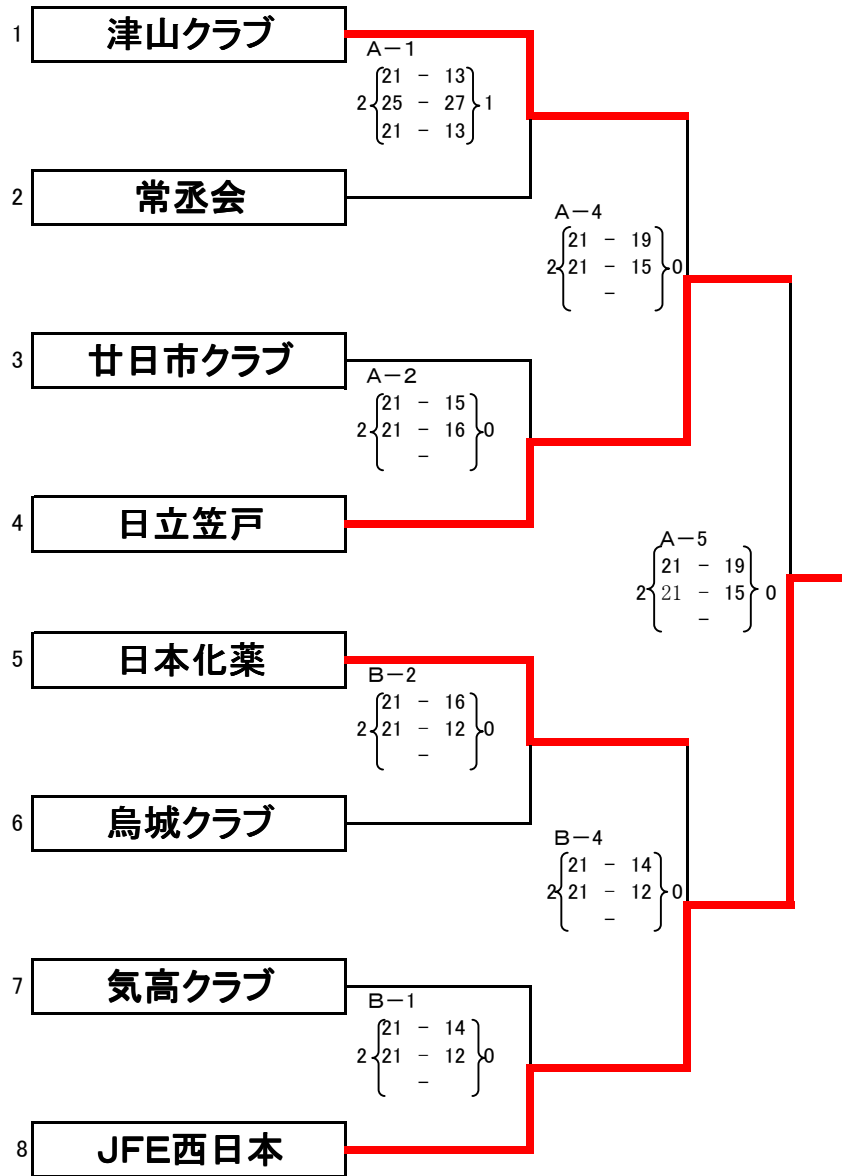 1 津山クラブ
A－1
21 - 13
2 25 - 27 1
21 - 13
2 常丞会
A－4
21 - 19
2 21 - 15 0
-
3 廿日市クラブ
A－2
21 - 15
2 21 - 16 0
-
4 日立笠戸
A－5
21 - 19
2 21 - 15 0
-
5 日本化薬
B－2
21 - 16
2 21 - 12 0
-
6 烏城クラブ
B－4
21 - 14
2 21 - 12 0
-
7 気高クラブ
B－1
21 - 14
2 21 - 12 0
-
8 JFE西日本